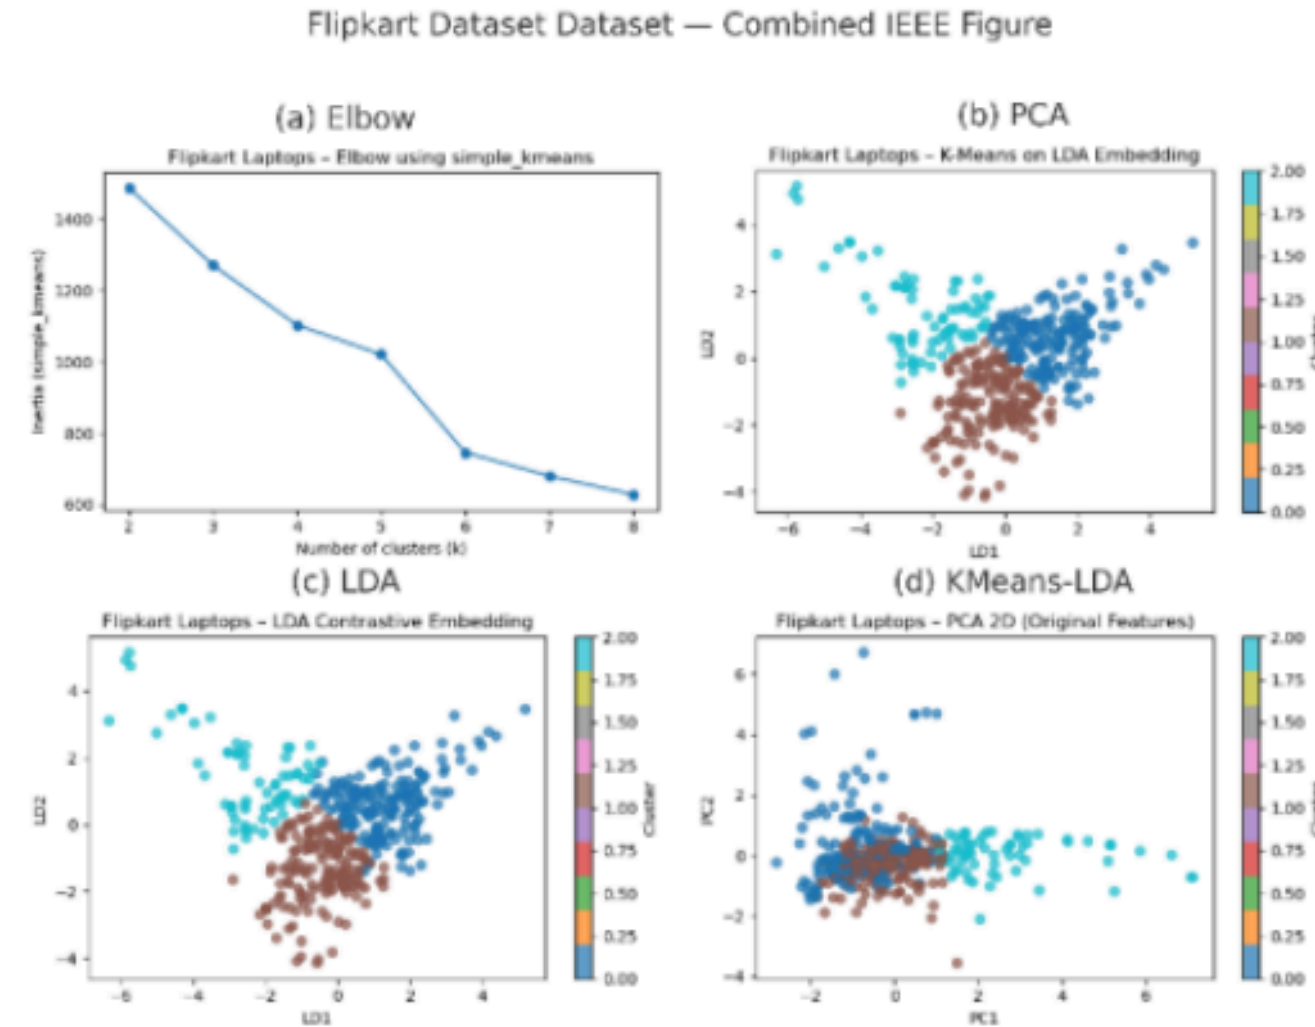 Flipkart Dataset Dataset — Combined IEEE Figure
(a) Elbow
Flipkart Laptops – Elbow using simple_kmeans
Inertia (simple_kmeans)
1400
1200
1000
800
600
2 3 4 5 6 7 8
Number of clusters (k)
(b) PCA
Flipkart Laptops – K-Means on LDA Embedding
LD2
4
2
0
−2
−4
−6 −4 −2 0 2 4
LD1
2.00
1.75
1.50
1.25
1.00
0.75
0.50
0.25
0.00
(c) LDA
Flipkart Laptops – LDA Contrastive Embedding
LD2
4
2
0
−2
−4
−6 −4 −2 0 2 4
LD1
2.00
1.75
1.50
1.25
1.00
0.75
0.50
0.25
0.00
Cluster
(d) KMeans-LDA
Flipkart Laptops – PCA 2D (Original Features)
PC2
6
4
2
0
−2
−4
−2 0 2 4 6
PC1
2.00
1.75
1.50
1.25
1.00
0.75
0.50
0.25
0.00